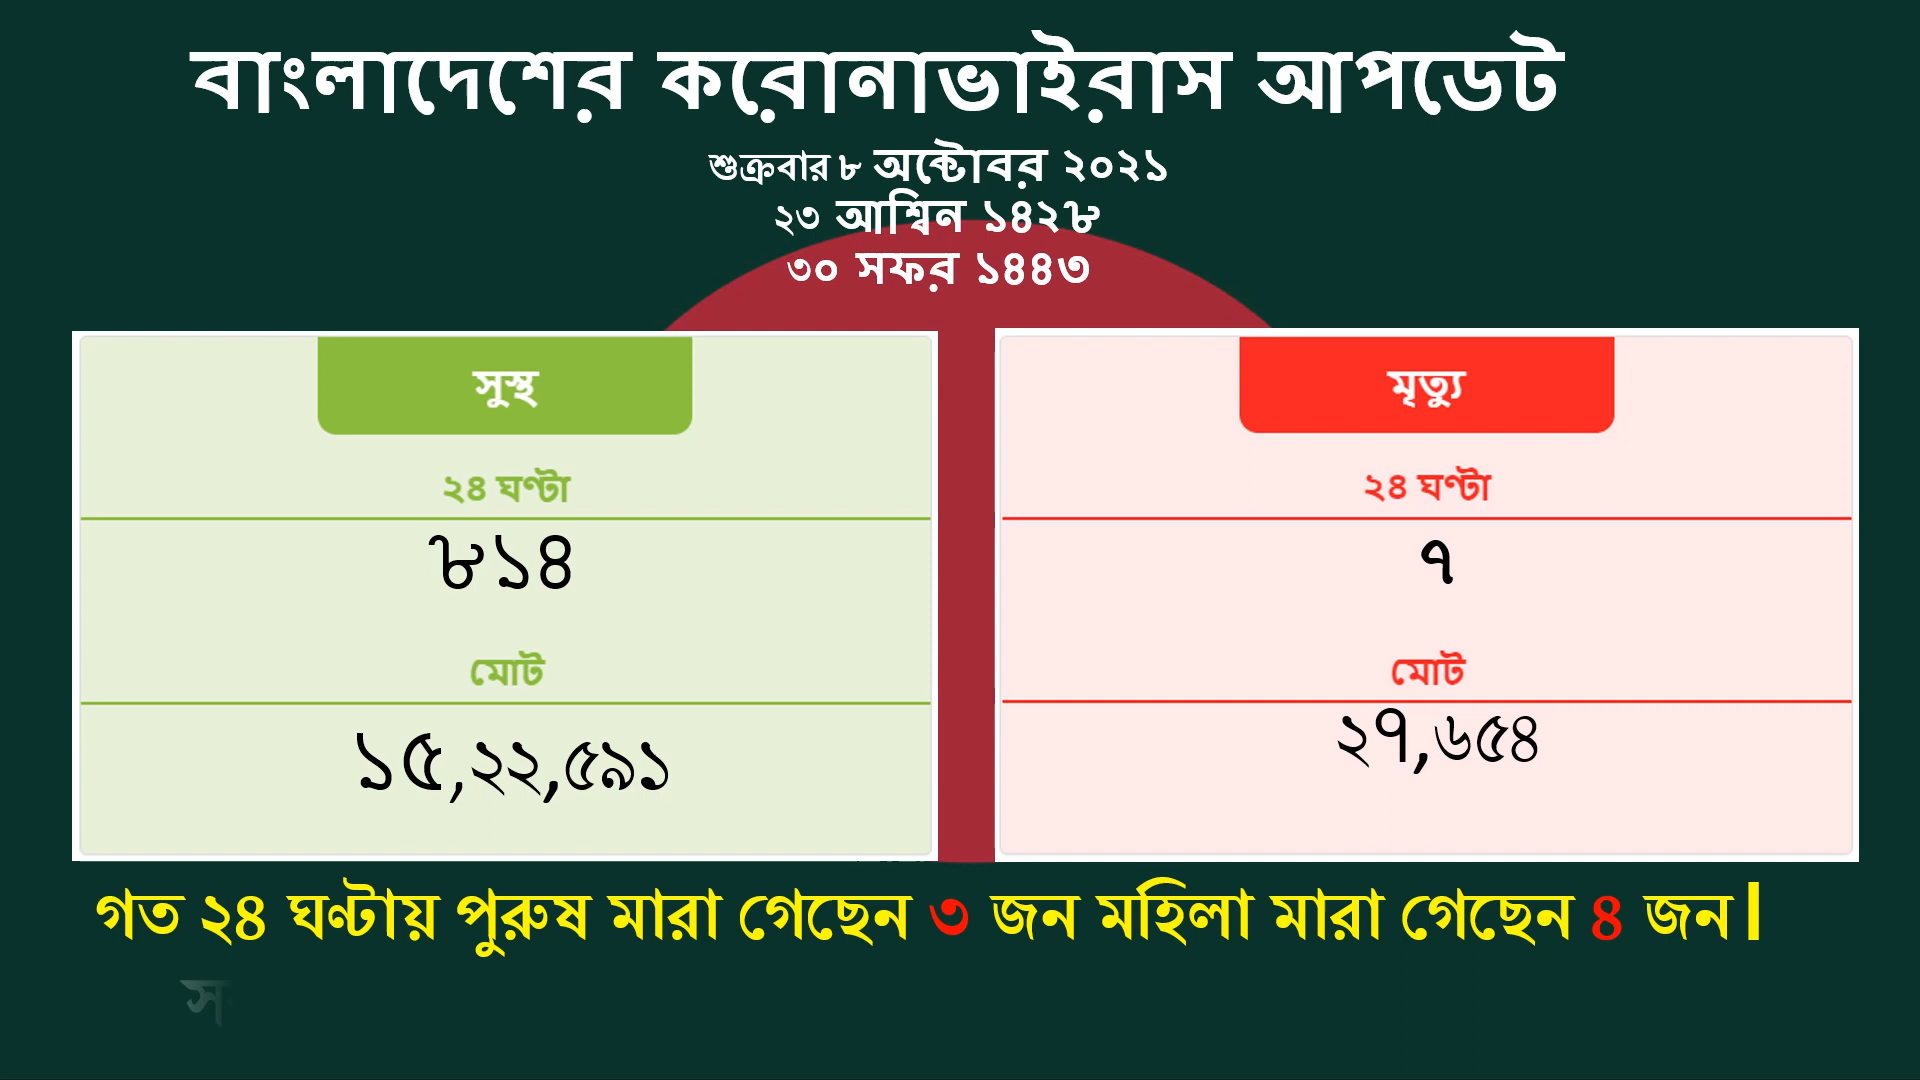 বাংলাদেশের করোনাভাইরাস আপডেট
শুক্রবার ৮ অক্টোবর ২০২১
২৩ আশ্বিন ১৪২৮
৩০ সফর ১৪৪৩
সুস্থ
২৪ ঘণ্টা
৮১৪
মোট
১৫,২২,৫৯১
মৃত্যু
২৪ ঘণ্টা
৭
মোট
২৭,৬৫৪
গত ২৪ ঘণ্টায় পুরুষ মারা গেছেন ৩ জন মহিলা মারা গেছেন ৪ জন।